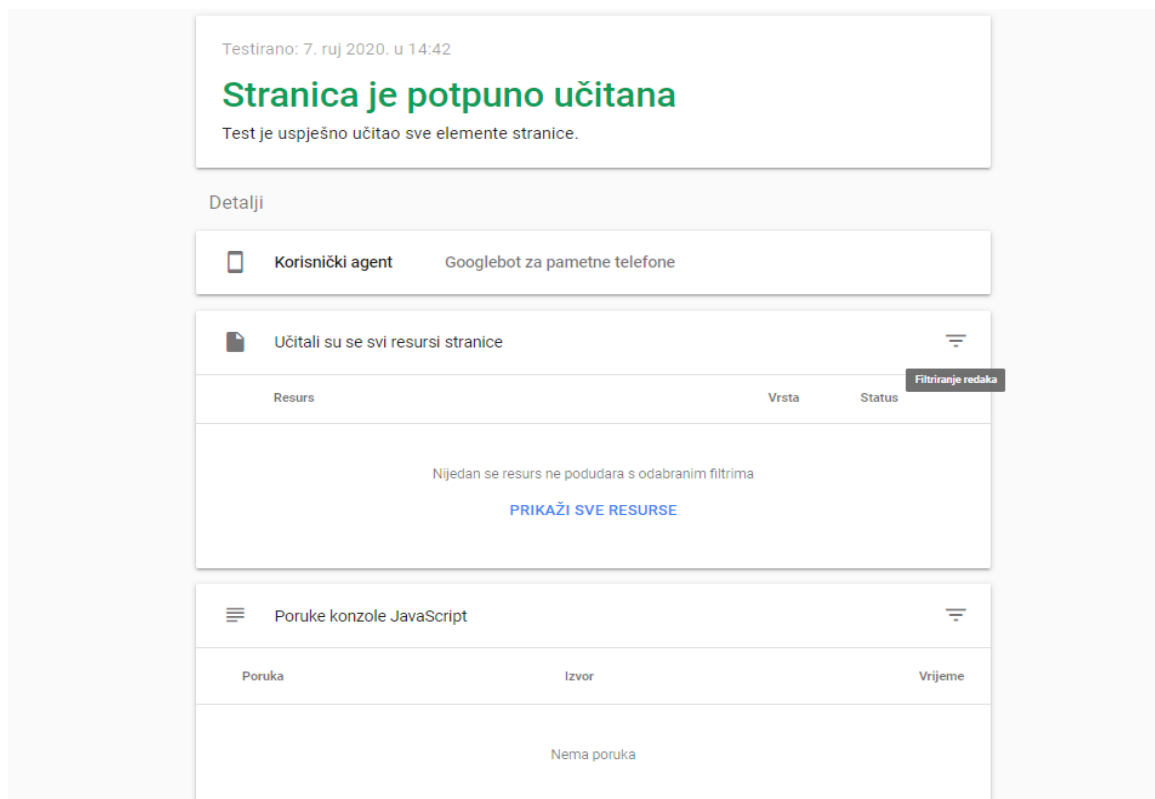 Testirano: 7. ruj 2020. u 14:42
Stranica je potpuno učitana
Test je uspješno učitao sve elemente stranice.
Detalji
Korisnički agent Googlebot za pametne telefone
Učitali su se svi resursi stranice
Filtriranje redaka
Resurs Vrsta Status
Nijedan se resurs ne podudara s odabranim filtrima
PRIKAŽI SVE RESURSE
Poruke konzole JavaScript
Poruka Izvor Vrijeme
Nema poruka